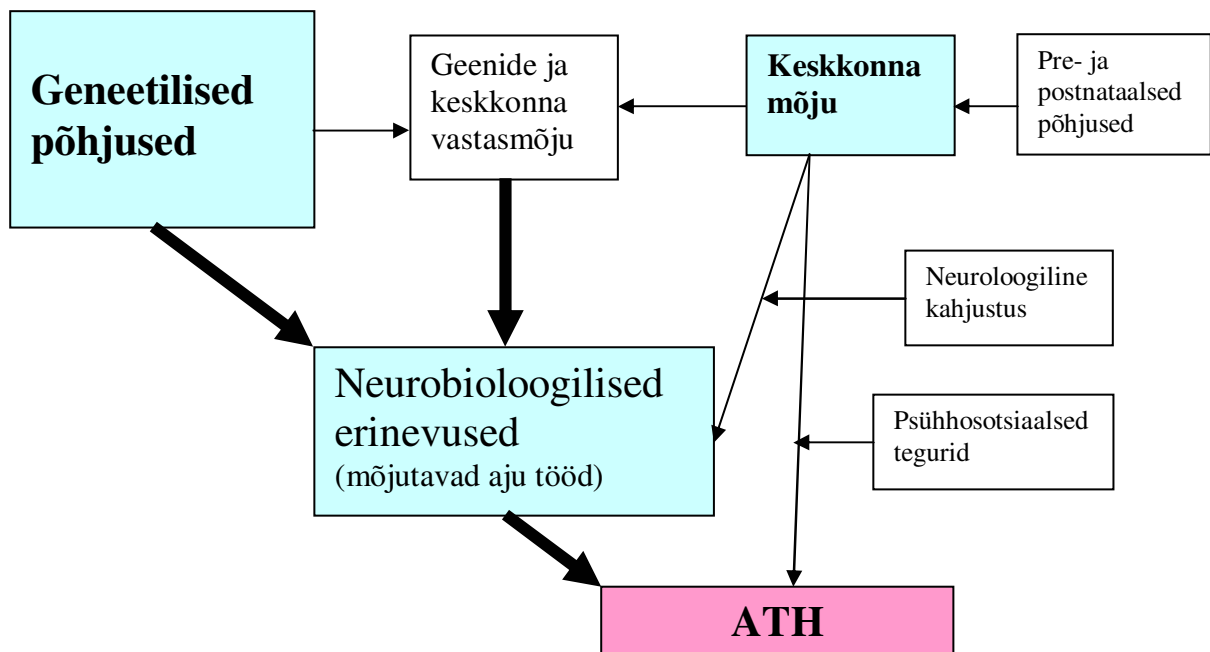 Geneetilised
põhjused
Geenide ja
keskkonna
vastasmõju
Keskkonna
mõju
Pre- ja
postnataalsed
põhjused
Neuroloogiline
kahjustus
Neurobioloogilised
erinevused
(mõjutavad aju tööd)
Psühhosotsiaalsed
tegurid
ATH